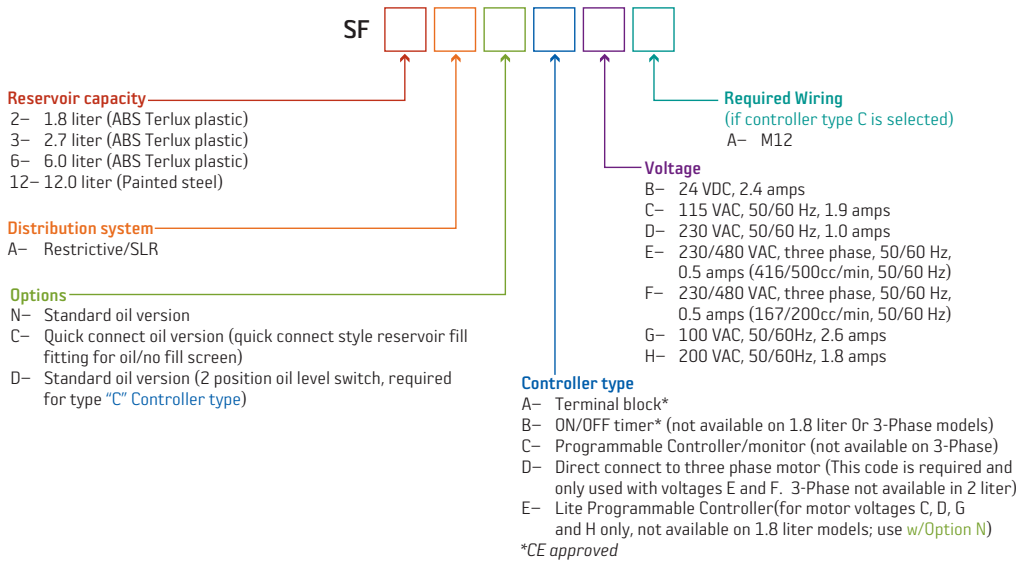 SF
Reservoir capacity
2– 1.8 liter (ABS Terlux plastic)
3– 2.7 liter (ABS Terlux plastic)
6– 6.0 liter (ABS Terlux plastic)
12– 12.0 liter (Painted steel)
Distribution system
A– Restrictive/SLR
Options
N– Standard oil version
C– Quick connect oil version (quick connect style reservoir fill
fitting for oil/no fill screen)
D– Standard oil version (2 position oil level switch, required
for type "C" Controller type)
Required Wiring
(if controller type C is selected)
A– M12
Voltage
B– 24 VDC, 2.4 amps
C– 115 VAC, 50/60 Hz, 1.9 amps
D– 230 VAC, 50/60 Hz, 1.0 amps
E– 230/480 VAC, three phase, 50/60 Hz,
0.5 amps (416/500cc/min, 50/60 Hz)
F– 230/480 VAC, three phase, 50/60 Hz,
0.5 amps (167/200cc/min, 50/60 Hz)
G– 100 VAC, 50/60Hz, 2.6 amps
H– 200 VAC, 50/60Hz, 1.8 amps
Controller type
A– Terminal block*
B– ON/OFF timer* (not available on 1.8 liter Or 3-Phase models)
C– Programmable Controller/monitor (not available on 3-Phase)
D– Direct connect to three phase motor (This code is required and
only used with voltages E and F. 3-Phase not available in 2 liter)
E– Lite Programmable Controller(for motor voltages C, D, G
and H only, not available on 1.8 liter models; use w/Option N)
*CE approved